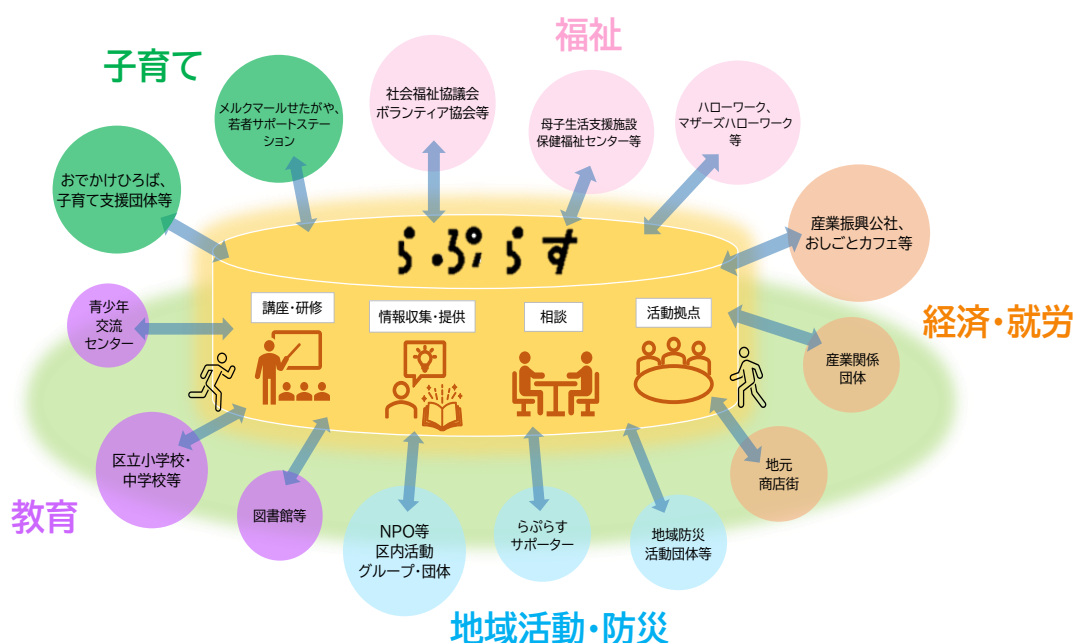 子育て
福祉
メルクマールせたがや、
若者サポートステー
ション
社会福祉協議会
ボランティア協会等
母子生活支援施設
保健福祉センター等
ハローワーク、
マザーズハローワーク
等
おでかけひろば、
子育て支援団体等
産業振興公社、
おしごとカフェ等
らぷらす
青少年
交流
センター
講座・研修
情報収集・提供
相談
活動拠点
経済・就労
産業関係
団体
区立小学校・
中学校等
地元
商店街
教育
図書館等
NPO等
区内活動
グループ・団体
らぷらす
サポーター
地域防災
活動団体等
地域活動・防災